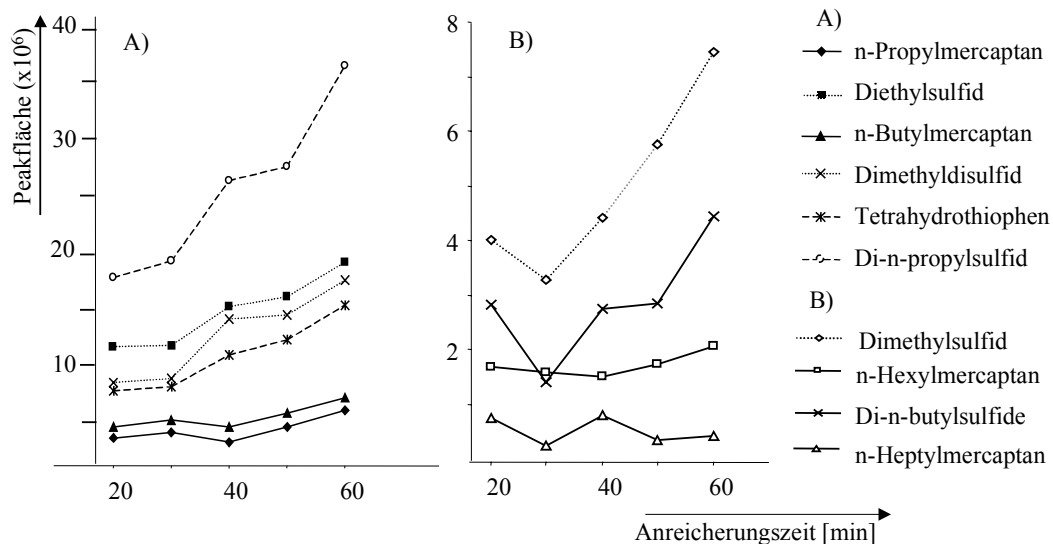 Peakfläche (x10⁶)
40
30
20
10
A)
20 40 60
8
6
4
2
B)
20 40 60
Anreicherungszeit [min]
A)
n-Propylmercaptan
Diethylsulfid
n-Butylmercaptan
Dimethyldisulfid
Tetrahydrothiophen
Di-n-propylsulfid
B)
Dimethylsulfid
n-Hexylmercaptan
Di-n-butylsulfide
n-Heptylmercaptan